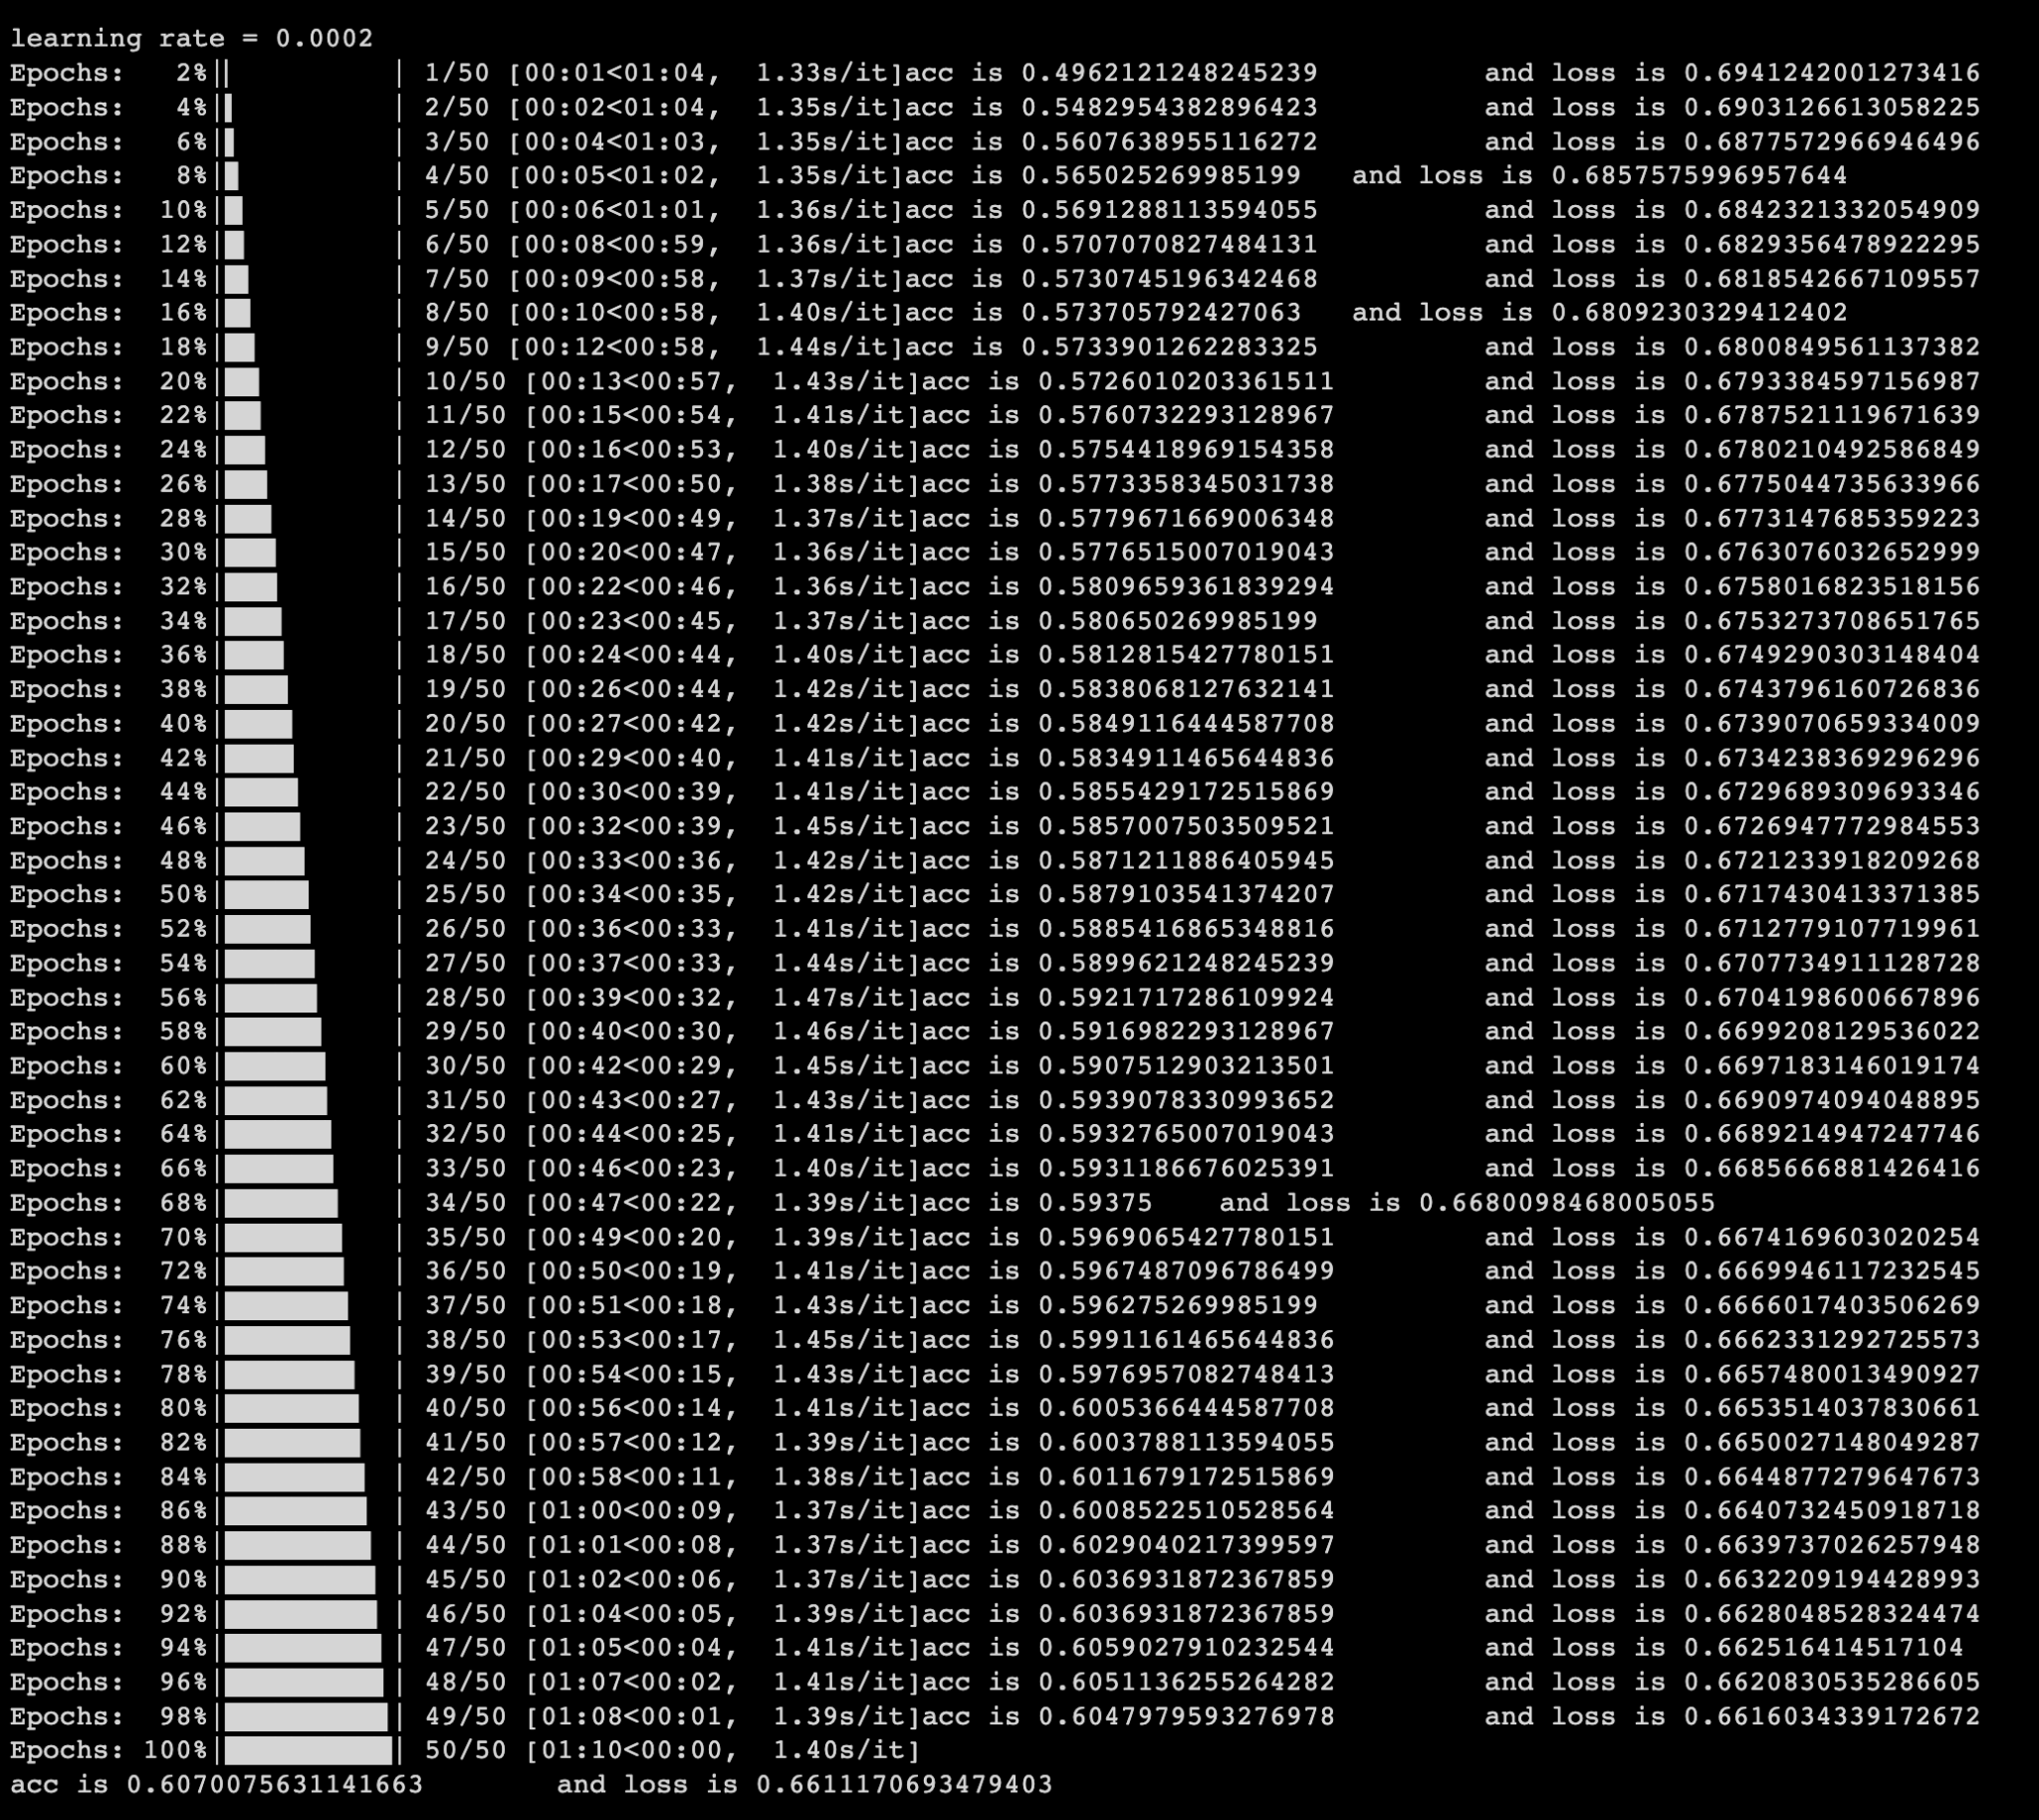 learning rate = 0.0002
Epochs:   2%|| | 1/50 [00:01<01:04,  1.33s/it]acc is 0.4962121248245239 and loss is 0.6941242001273416
Epochs:   4%| | 2/50 [00:02<01:04,  1.35s/it]acc is 0.5482954382896423 and loss is 0.6903126613058225
Epochs:   6%| | 3/50 [00:04<01:03,  1.35s/it]acc is 0.5607638955116272 and loss is 0.6877572966946496
Epochs:   8%| | 4/50 [00:05<01:02,  1.35s/it]acc is 0.565025269985199 and loss is 0.6857575996957644
Epochs:  10%| | 5/50 [00:06<01:01,  1.36s/it]acc is 0.5691288113594055 and loss is 0.6842321332054909
Epochs:  12%| | 6/50 [00:08<00:59,  1.36s/it]acc is 0.5707070827484131 and loss is 0.6829356478922295
Epochs:  14%| | 7/50 [00:09<00:58,  1.37s/it]acc is 0.5730745196342468 and loss is 0.6818542667109557
Epochs:  16%| | 8/50 [00:10<00:58,  1.40s/it]acc is 0.573705792427063 and loss is 0.6809230329412402
Epochs:  18%| | 9/50 [00:12<00:58,  1.44s/it]acc is 0.5733901262283325 and loss is 0.6800849561137382
Epochs:  20%| | 10/50 [00:13<00:57,  1.43s/it]acc is 0.5726010203361511 and loss is 0.6793384597156987
Epochs:  22%| | 11/50 [00:15<00:54,  1.41s/it]acc is 0.5760732293128967 and loss is 0.6787521119671639
Epochs:  24%| | 12/50 [00:16<00:53,  1.40s/it]acc is 0.5754418969154358 and loss is 0.6780210492586849
Epochs:  26%| | 13/50 [00:17<00:50,  1.38s/it]acc is 0.5773358345031738 and loss is 0.6775044735633966
Epochs:  28%| | 14/50 [00:19<00:49,  1.37s/it]acc is 0.5779671669006348 and loss is 0.6773147685359223
Epochs:  30%| | 15/50 [00:20<00:47,  1.36s/it]acc is 0.5776515007019043 and loss is 0.6763076032652999
Epochs:  32%| | 16/50 [00:22<00:46,  1.36s/it]acc is 0.5809659361839294 and loss is 0.6758016823518156
Epochs:  34%| | 17/50 [00:23<00:45,  1.37s/it]acc is 0.580650269985199 and loss is 0.6753273708651765
Epochs:  36%| | 18/50 [00:24<00:44,  1.40s/it]acc is 0.5812815427780151 and loss is 0.6749290303148404
Epochs:  38%| | 19/50 [00:26<00:44,  1.42s/it]acc is 0.5838068127632141 and loss is 0.6743796160726836
Epochs:  40%| | 20/50 [00:27<00:42,  1.42s/it]acc is 0.5849116444587708 and loss is 0.6739070659334009
Epochs:  42%| | 21/50 [00:29<00:40,  1.41s/it]acc is 0.5834911465644836 and loss is 0.6734238369296296
Epochs:  44%| | 22/50 [00:30<00:39,  1.41s/it]acc is 0.5855429172515869 and loss is 0.6729689309693346
Epochs:  46%| | 23/50 [00:32<00:39,  1.45s/it]acc is 0.5857007503509521 and loss is 0.6726947772984553
Epochs:  48%| | 24/50 [00:33<00:36,  1.42s/it]acc is 0.5871211886405945 and loss is 0.6721233918209268
Epochs:  50%| | 25/50 [00:34<00:35,  1.42s/it]acc is 0.5879103541374207 and loss is 0.6717430413371385
Epochs:  52%| | 26/50 [00:36<00:33,  1.41s/it]acc is 0.5885416865348816 and loss is 0.6712779107719961
Epochs:  54%| | 27/50 [00:37<00:33,  1.44s/it]acc is 0.5899621248245239 and loss is 0.6707734911128728
Epochs:  56%| | 28/50 [00:39<00:32,  1.47s/it]acc is 0.5921717286109924 and loss is 0.6704198600667896
Epochs:  58%| | 29/50 [00:40<00:30,  1.46s/it]acc is 0.5916982293128967 and loss is 0.6699208129536022
Epochs:  60%| | 30/50 [00:42<00:29,  1.45s/it]acc is 0.5907512903213501 and loss is 0.6697183146019174
Epochs:  62%| | 31/50 [00:43<00:27,  1.43s/it]acc is 0.5939078330993652 and loss is 0.6690974094048895
Epochs:  64%| | 32/50 [00:44<00:25,  1.41s/it]acc is 0.5932765007019043 and loss is 0.6689214947247746
Epochs:  66%| | 33/50 [00:46<00:23,  1.40s/it]acc is 0.5931186676025391 and loss is 0.6685666881426416
Epochs:  68%| | 34/50 [00:47<00:22,  1.39s/it]acc is 0.59375 and loss is 0.6680098468005055
Epochs:  70%| | 35/50 [00:49<00:20,  1.39s/it]acc is 0.5969065427780151 and loss is 0.6674169603020254
Epochs:  72%| | 36/50 [00:50<00:19,  1.41s/it]acc is 0.5967487096786499 and loss is 0.6669946117232545
Epochs:  74%| | 37/50 [00:51<00:18,  1.43s/it]acc is 0.596275269985199 and loss is 0.6666017403506269
Epochs:  76%| | 38/50 [00:53<00:17,  1.45s/it]acc is 0.5991161465644836 and loss is 0.6662331292725573
Epochs:  78%| | 39/50 [00:54<00:15,  1.43s/it]acc is 0.5976957082748413 and loss is 0.6657480013490927
Epochs:  80%| | 40/50 [00:56<00:14,  1.41s/it]acc is 0.6005366444587708 and loss is 0.6653514037830661
Epochs:  82%| | 41/50 [00:57<00:12,  1.39s/it]acc is 0.6003788113594055 and loss is 0.6650027148049287
Epochs:  84%| | 42/50 [00:58<00:11,  1.38s/it]acc is 0.6011679172515869 and loss is 0.6644877279647673
Epochs:  86%| | 43/50 [01:00<00:09,  1.37s/it]acc is 0.6008522510528564 and loss is 0.6640732450918718
Epochs:  88%| | 44/50 [01:01<00:08,  1.37s/it]acc is 0.6029040217399597 and loss is 0.6639737026257948
Epochs:  90%| | 45/50 [01:02<00:06,  1.37s/it]acc is 0.6036931872367859 and loss is 0.6632209194428993
Epochs:  92%| | 46/50 [01:04<00:05,  1.39s/it]acc is 0.6036931872367859 and loss is 0.6628048528324474
Epochs:  94%| | 47/50 [01:05<00:04,  1.41s/it]acc is 0.6059027910232544 and loss is 0.662516414517104
Epochs:  96%| | 48/50 [01:07<00:02,  1.41s/it]acc is 0.6051136255264282 and loss is 0.6620830535286605
Epochs:  98%| | 49/50 [01:08<00:01,  1.39s/it]acc is 0.6047979593276978 and loss is 0.6616034339172672
Epochs: 100%| | 50/50 [01:10<00:00,  1.40s/it]
acc is 0.6070075631141663 and loss is 0.6611170693479403